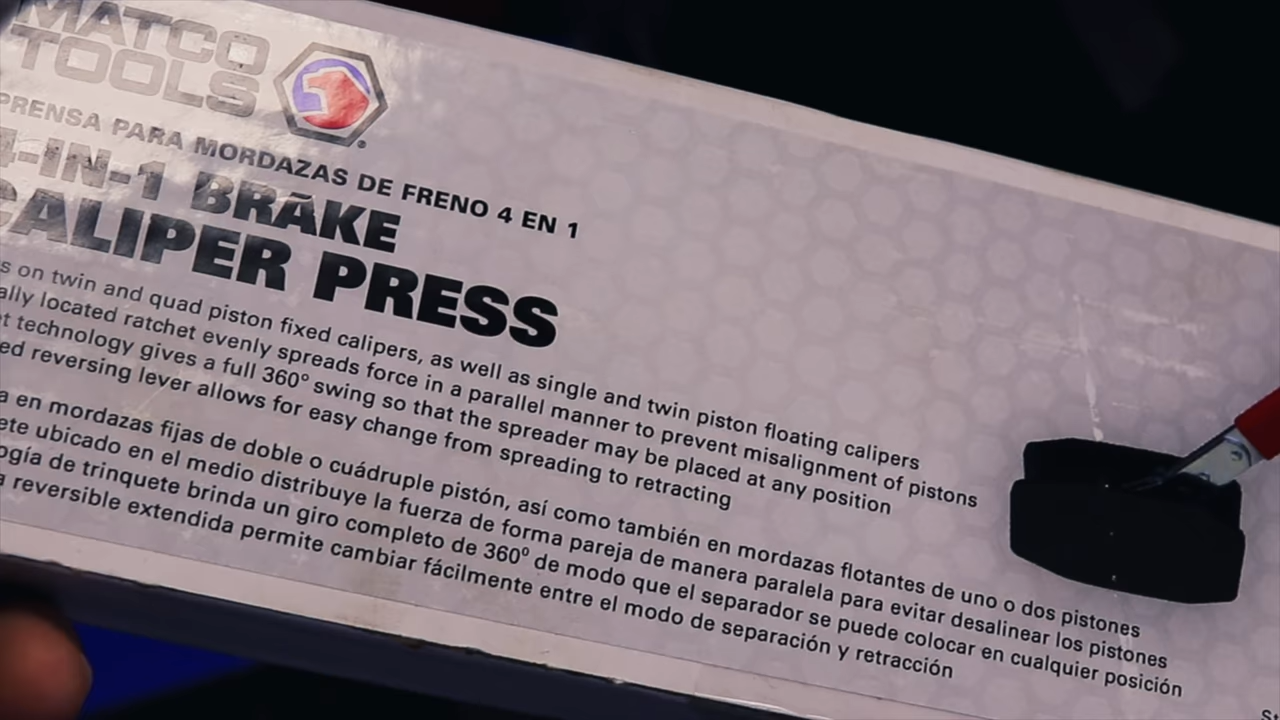 MATCO
TOOLS
PRENSA PARA MORDAZAS DE FRENO 4 EN 1
4-IN-1 BRAKE
CALIPER PRESS
on twin and quad piston fixed calipers, as well as single and twin piston floating calipers
located ratchet evenly spreads force in a parallel manner to prevent misalignment of pistons
technology gives a full 360° swing so that the spreader may be placed at any position
reversing lever allows for easy change from spreading to retracting
en mordazas fijas de doble o cuádruple pistón, así como también en mordazas flotantes de uno o dos pistones
ubicado en el medio distribuye la fuerza de forma pareja de manera paralela para evitar desalinear los pistones
de trinquete brinda un giro completo de 360º de modo que el separador se puede colocar en cualquier posición
reversible extendida permite cambiar fácilmente entre el modo de separación y retracción